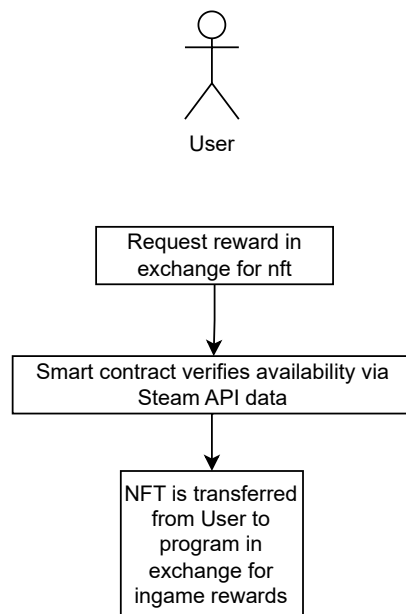 User
Request reward in
exchange for nft
Smart contract verifies availability via
Steam API data
NFT is transferred
from User to
program in
exchange for
ingame rewards